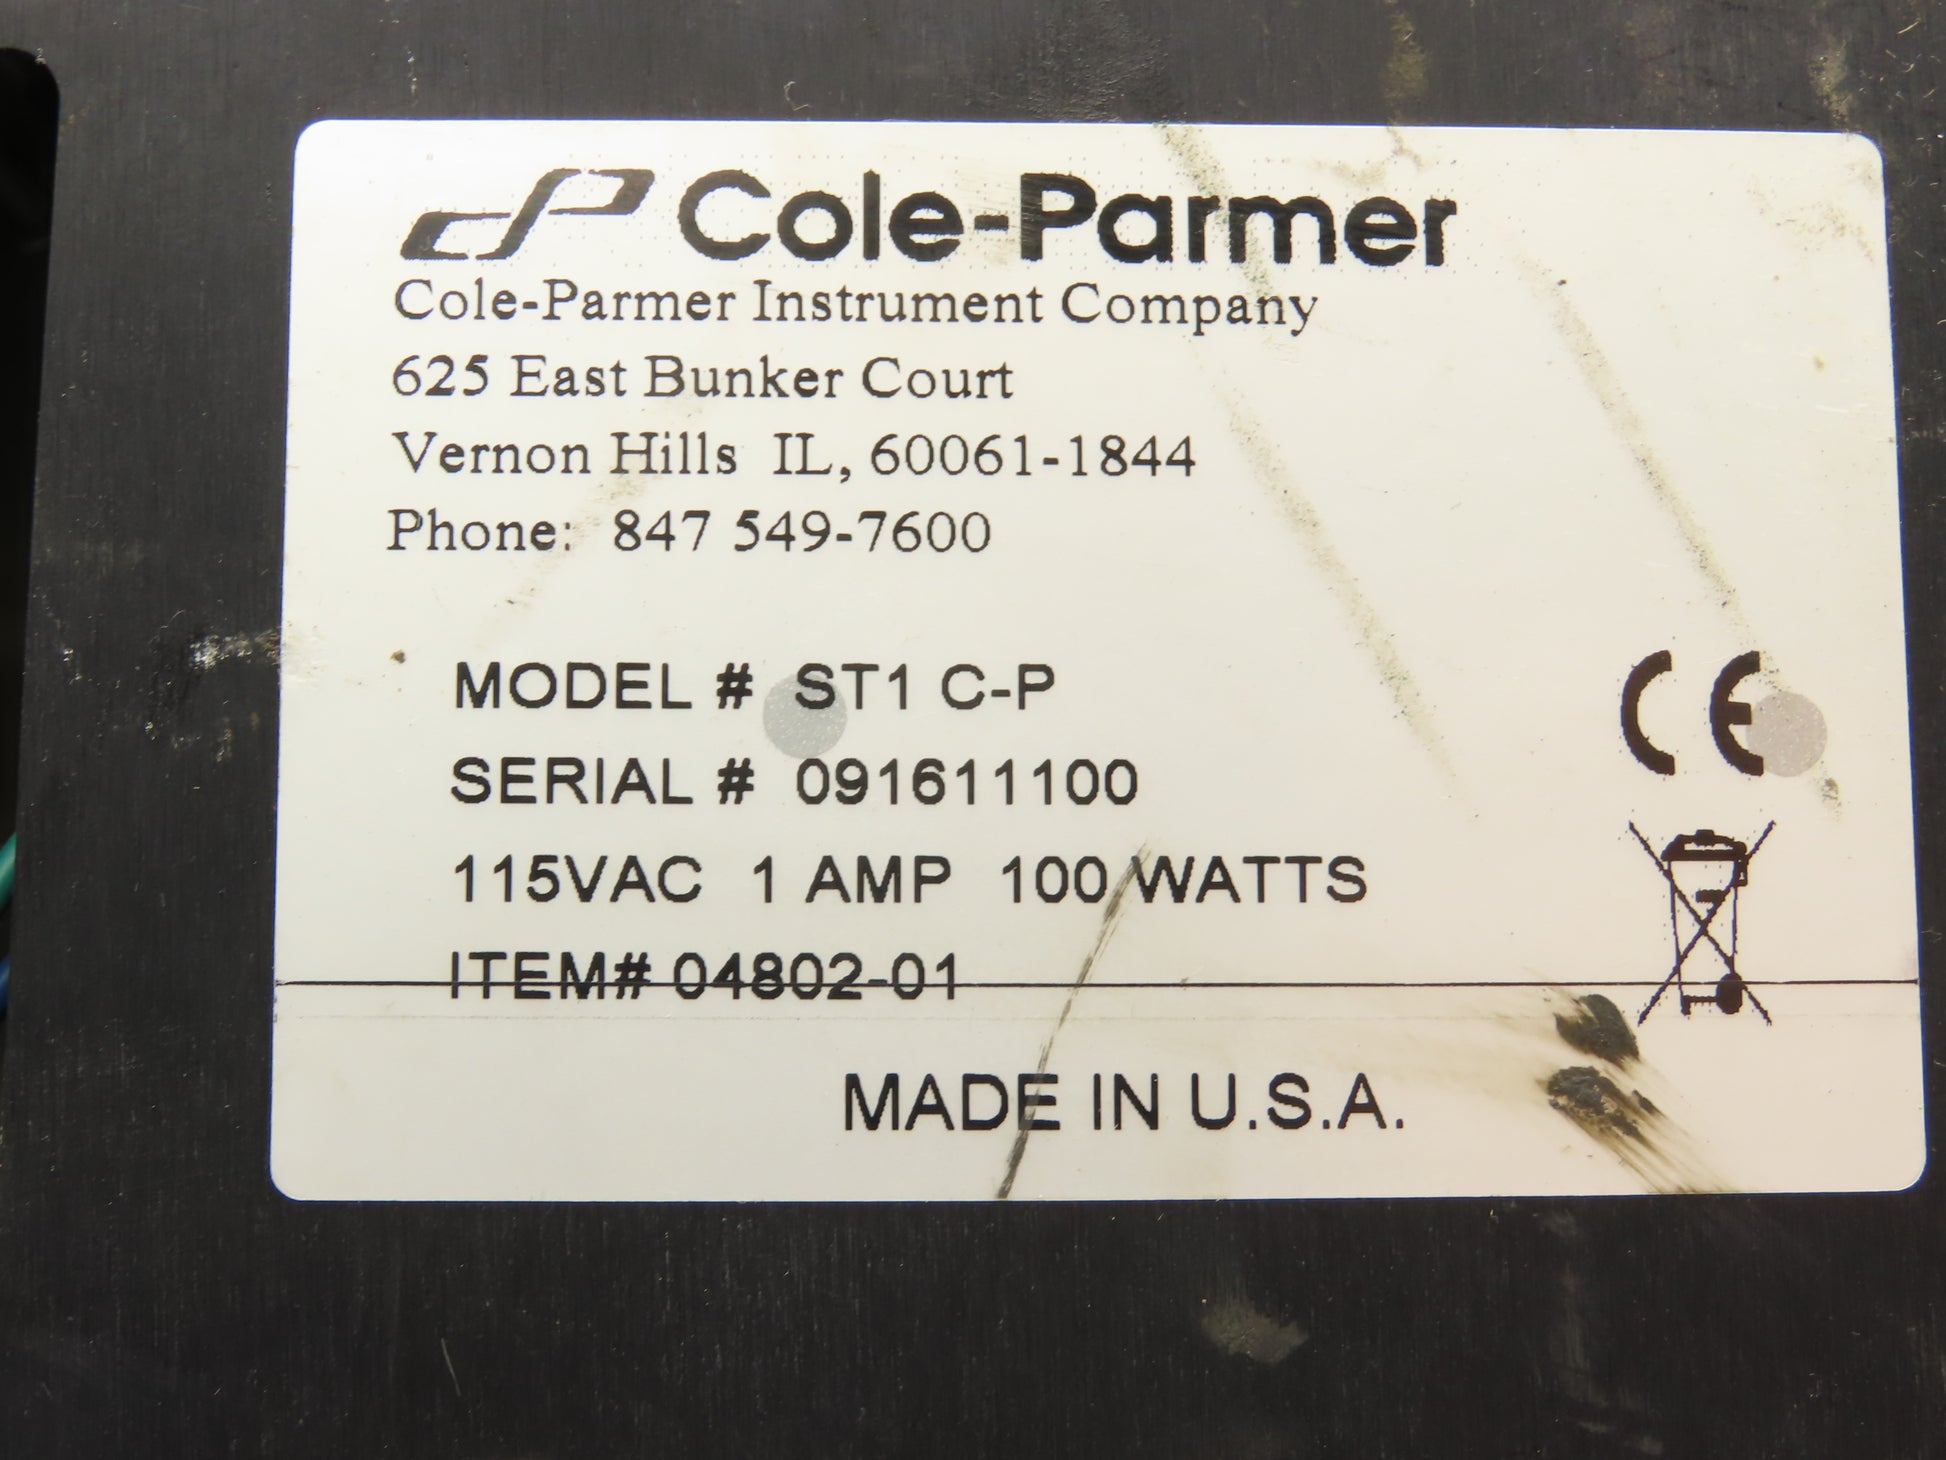 Cole-Parmer
Cole-Parmer Instrument Company
625 East Bunker Court
Vernon Hills IL, 60061-1844
Phone: 847 549-7600
MODEL # ST1 C-P
SERIAL # 091611100
115VAC 1 AMP 100 WATTS
ITEM# 04802-01
MADE IN U.S.A.
CE